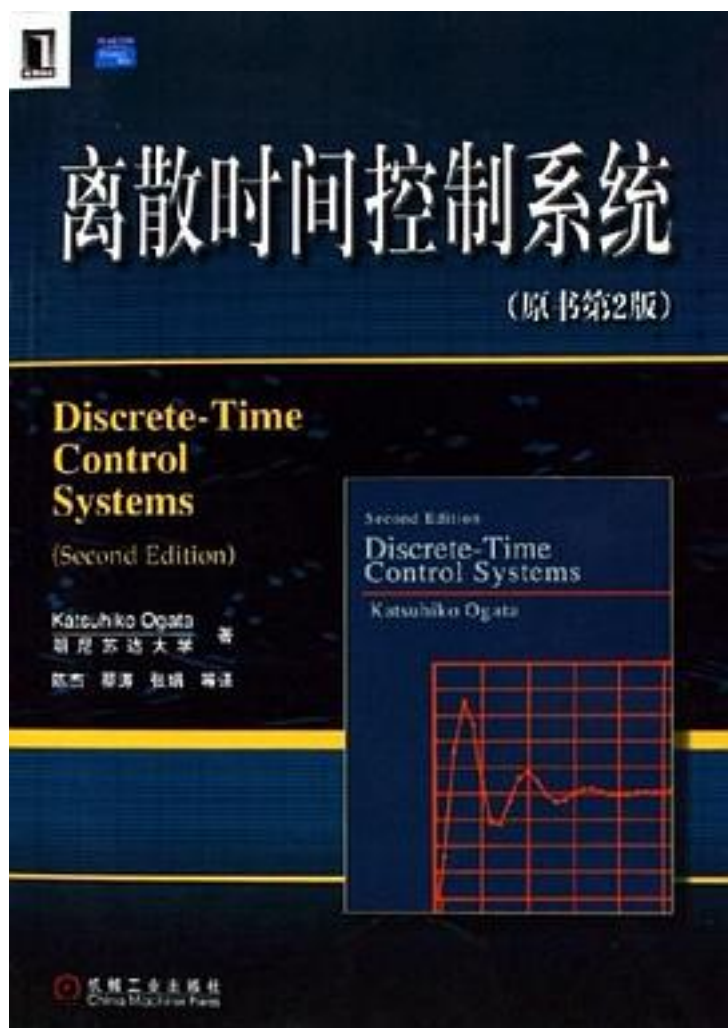 离散时间控制系统
(原书第2版)
Discrete-Time
Control
Systems
(Second Edition)
Katsuhiko Ogata
明尼苏达大学 著
陈杰 蔡涛 张娟 等译
Second Edition
Discrete-Time
Control Systems
Katsuhiko Ogata
机械工业出版社
China Machine Press